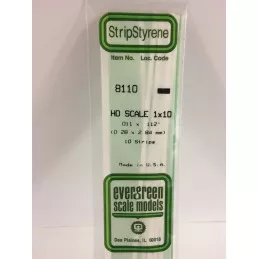 StripStyrene
Item No. Loc. Code
8110
HO SCALE 1x10
.011 x .112"
(0.28 x 2.84 mm)
10 Strips
Made in U.S.A.
evergreen
scale models
Des Plaines, IL 60018